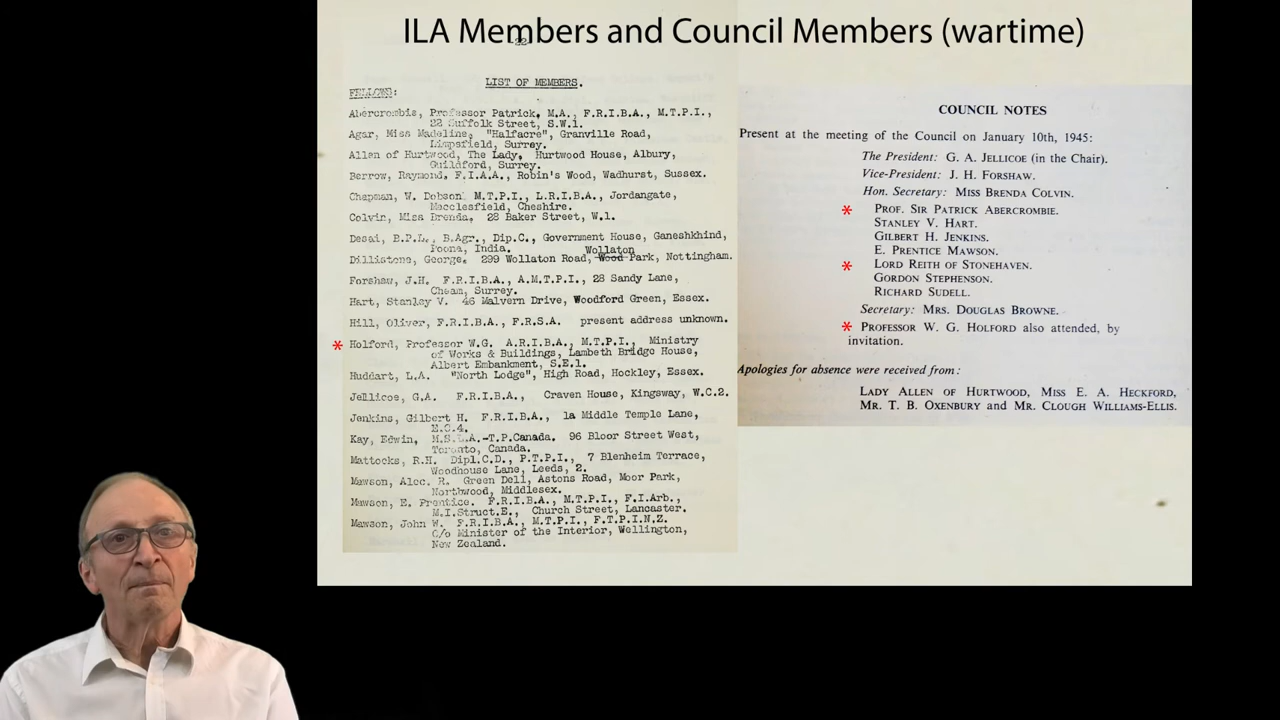 ILA Members and Council Members (wartime)
22
LIST OF MEMBERS.
FELLOWS:
Abercrombie, Professor Patrick, M.A., F.R.I.B.A., M.T.P.I.,
22 Suffolk Street, S.W.1.
Agar, Miss Madeline, "Halfacre", Granville Road,
Limpsfield, Surrey.
Allen of Hurtwood, The Lady, Hurtwood House, Albury,
Guildford, Surrey.
Berrow, Raymond, F.I.A.A., Robin's Wood, Wadhurst, Sussex.
Chapman, W. Dobson M.T.P.I., L.R.I.B.A., Jordangate,
Macclesfield, Cheshire.
Colvin, Miss Brenda, 28 Baker Street, W.1.
Desai, B.P.L., B.Agr., Dip.C., Government House, Ganeshkhind,
Poona, India.
Wollaton
Dillistone, George. 299 Wollaton Road, Wood Park, Nottingham.
Forshaw, J.H. F.R.I.B.A., A.M.T.P.I., 28 Sandy Lane,
Cheam, Surrey.
Hart, Stanley V. 46 Malvern Drive, Woodford Green, Essex.
Hill, Oliver, F.R.I.B.A., F.R.S.A. present address unknown.
* Holford, Professor W.G. A.R.I.B.A., M.T.P.I., Ministry
of Works & Buildings, Lambeth Bridge House,
Albert Embankment, S.E.1.
Huddart, L.A. "North Lodge", High Road, Hockley, Essex.
Jellicoe, G.A. F.R.I.B.A., Craven House, Kingsway, W.C.2.
Jenkins, Gilbert H. F.R.I.B.A., 1a Middle Temple Lane,
E.C.4.
Kay, Edwin, M.S.L.A.-T.P.Canada. 96 Bloor Street West,
Toronto, Canada.
Mattocks, R.H. Dipl.C.D., P.T.P.I., 7 Blenheim Terrace,
Woodhouse Lane, Leeds, 2.
Mawson, Alec. R. Green Dell, Astons Road, Moor Park,
Northwood, Middlesex.
Mawson, E. Prentice. F.R.I.B.A., M.T.P.I., F.I.Arb.,
M.I.Struct.E., Church Street, Lancaster.
Mawson, John W. F.R.I.B.A., M.T.P.I., F.T.P.I.N.Z.
C/o Minister of the Interior, Wellington,
New Zealand.
COUNCIL NOTES
Present at the meeting of the Council on January 10th, 1945:
The President: G. A. JELLICOE (in the Chair).
Vice-President: J. H. FORSHAW.
Hon. Secretary: MISS BRENDA COLVIN.
* PROF. SIR PATRICK ABERCROMBIE.
STANLEY V. HART.
GILBERT H. JENKINS.
E. PRENTICE MAWSON.
* LORD REITH OF STONEHAVEN.
GORDON STEPHENSON.
RICHARD SUDELL.
Secretary: MRS. DOUGLAS BROWNE.
* PROFESSOR W. G. HOLFORD also attended, by
invitation.
Apologies for absence were received from:
LADY ALLEN OF HURTWOOD, MISS E. A. HECKFORD,
MR. T. B. OXENBURY and MR. CLOUGH WILLIAMS-ELLIS.